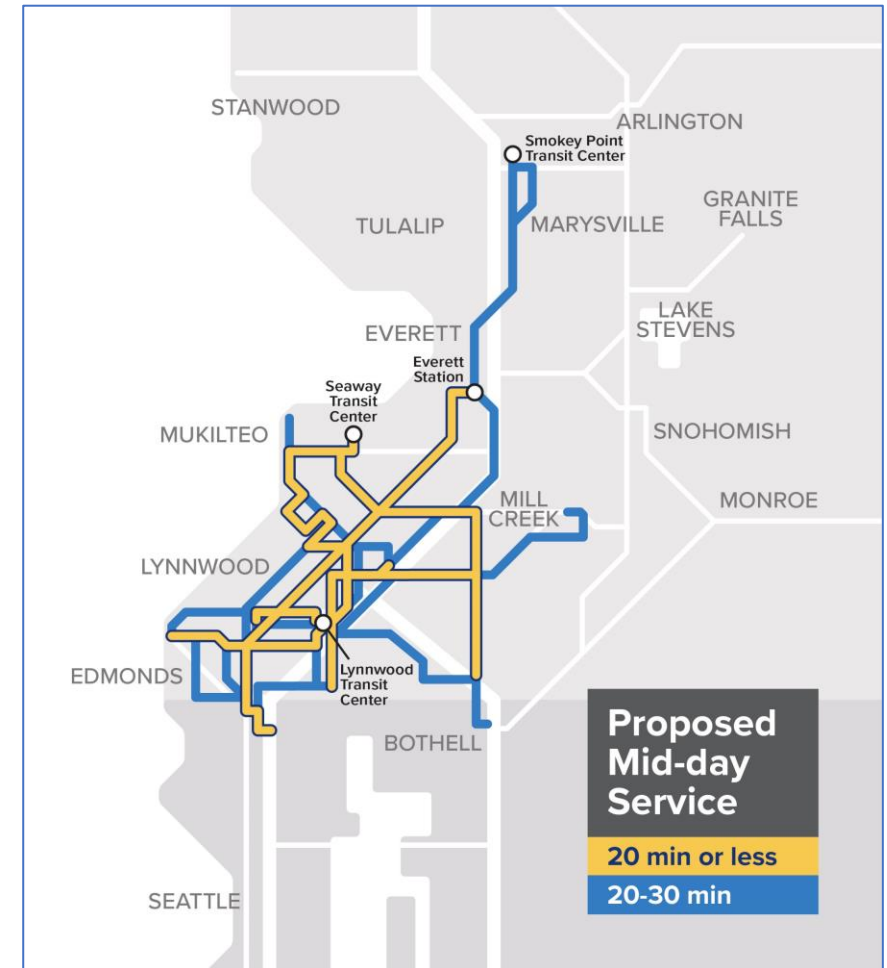 STANWOOD
ARLINGTON
Smokey Point
Transit Center
GRANITE
FALLS
TULALIP
MARYSVILLE
LAKE
STEVENS
EVERETT
Everett
Station
Seaway
Transit
Center
MUKILTEO
SNOHOMISH
MILL
CREEK
MONROE
LYNNWOOD
EDMONDS
Lynnwood
Transit
Center
BOTHELL
SEATTLE
Proposed
Mid-day
Service
20 min or less
20-30 min